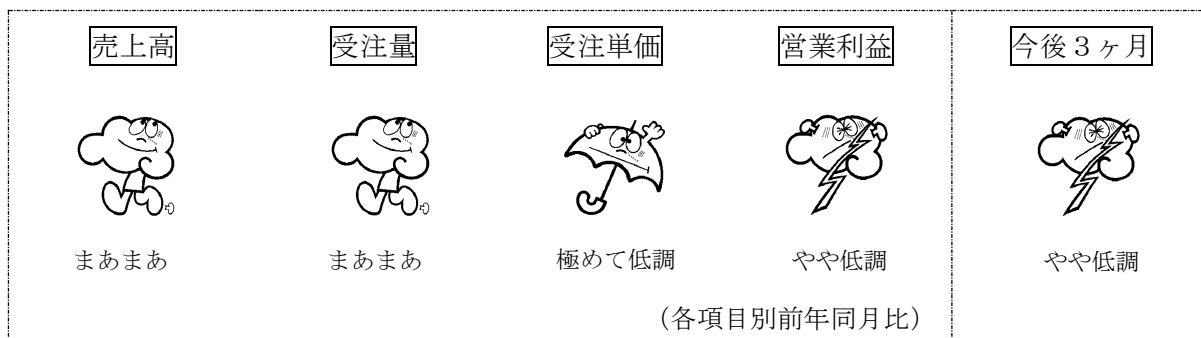 売上高 受注量 受注単価 営業利益 今後３ヶ月
まあまあ まあまあ 極めて低調 やや低調 やや低調
（各項目別前年同月比）